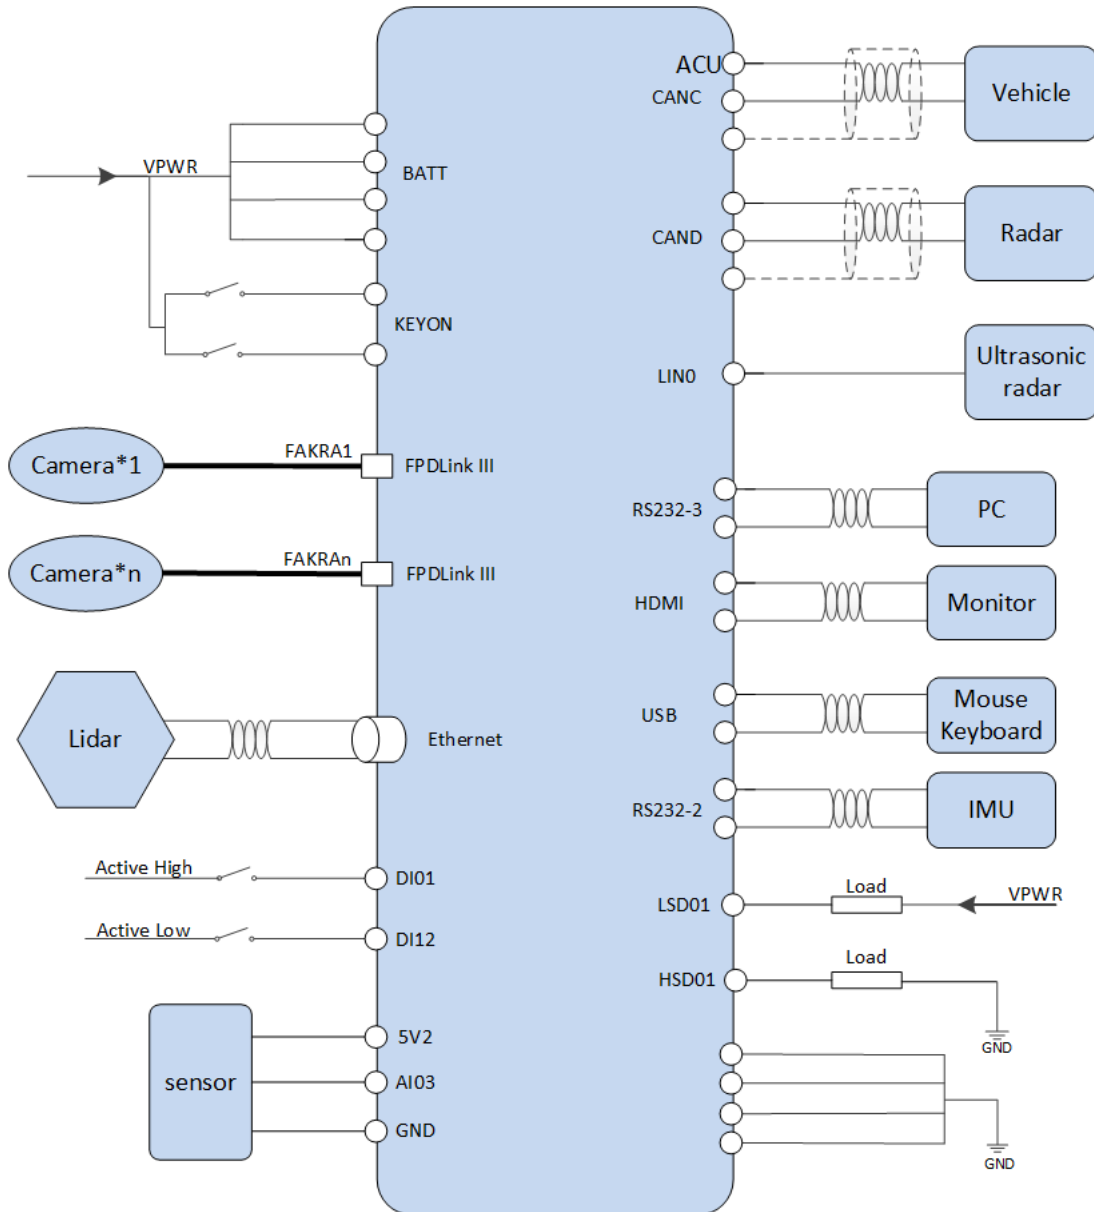 ACU
CANC
Vehicle
VPWR
BATT
CAND
Radar
KEYON
LIN0
Ultrasonic
radar
Camera*1
FAKRA1
FPDLink III
RS232-3
PC
Camera*n
FAKRAn
FPDLink III
HDMI
Monitor
Lidar
Ethernet
USB
Mouse
Keyboard
RS232-2
IMU
Active High
DI01
LSD01
Load
VPWR
Active Low
DI12
HSD01
Load
GND
sensor
5V2
AI03
GND
GND